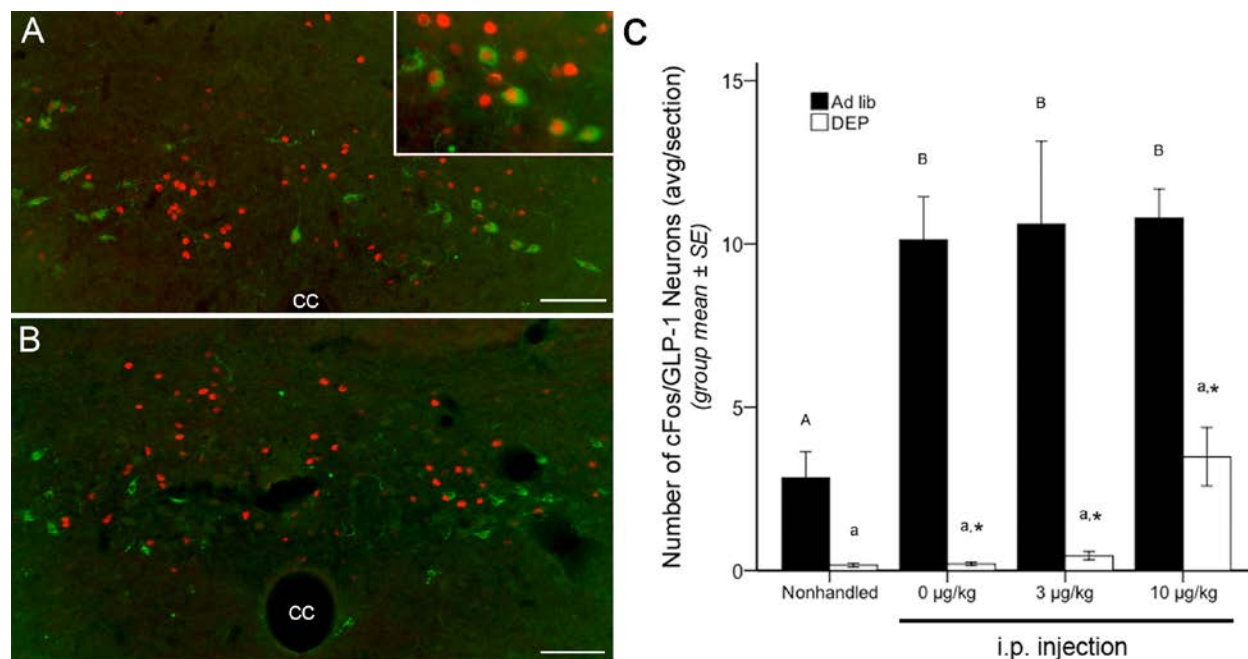 A
CC
B
CC
C
Number of cFos/GLP-1 Neurons (avg/section)
(group mean ± SE)
15
10
5
0
Ad lib
DEP
A
a
B
a,*
B
a,*
B
a,*
Nonhandled
0 µg/kg
3 µg/kg
10 µg/kg
i.p. injection